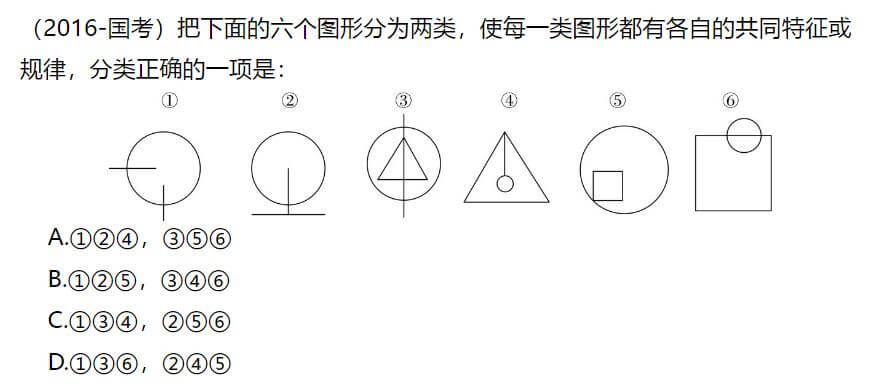 （2016-国考）把下面的六个图形分为两类，使每一类图形都有各自的共同特征或
规律，分类正确的一项是：
① ② ③ ④ ⑤ ⑥
A.①②④，③⑤⑥
B.①②⑤，③④⑥
C.①③④，②⑤⑥
D.①③⑥，②④⑤